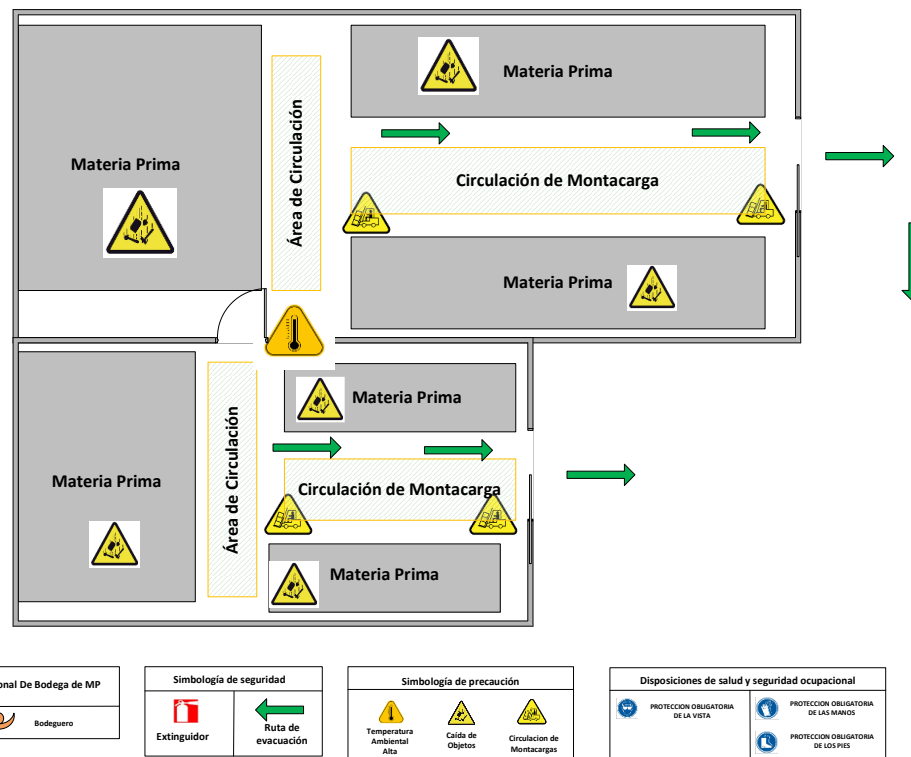 Materia Prima
Materia Prima
Área de Circulación
Circulación de Montacarga
Materia Prima
Materia Prima
Materia Prima
Área de Circulación
Circulación de Montacarga
Materia Prima
onal De Bodega de MP
Bodeguero
Simbología de seguridad
Extinguidor
Ruta de
evacuación
Simbología de precaución
Temperatura
Ambiental
Alta
Caída de
Objetos
Circulacion de
Montacargas
Disposiciones de salud y seguridad ocupacional
PROTECCION OBLIGATORIA
DE LA VISTA
PROTECCION OBLIGATORIA
DE LAS MANOS
PROTECCION OBLIGATORIA
DE LOS PIES